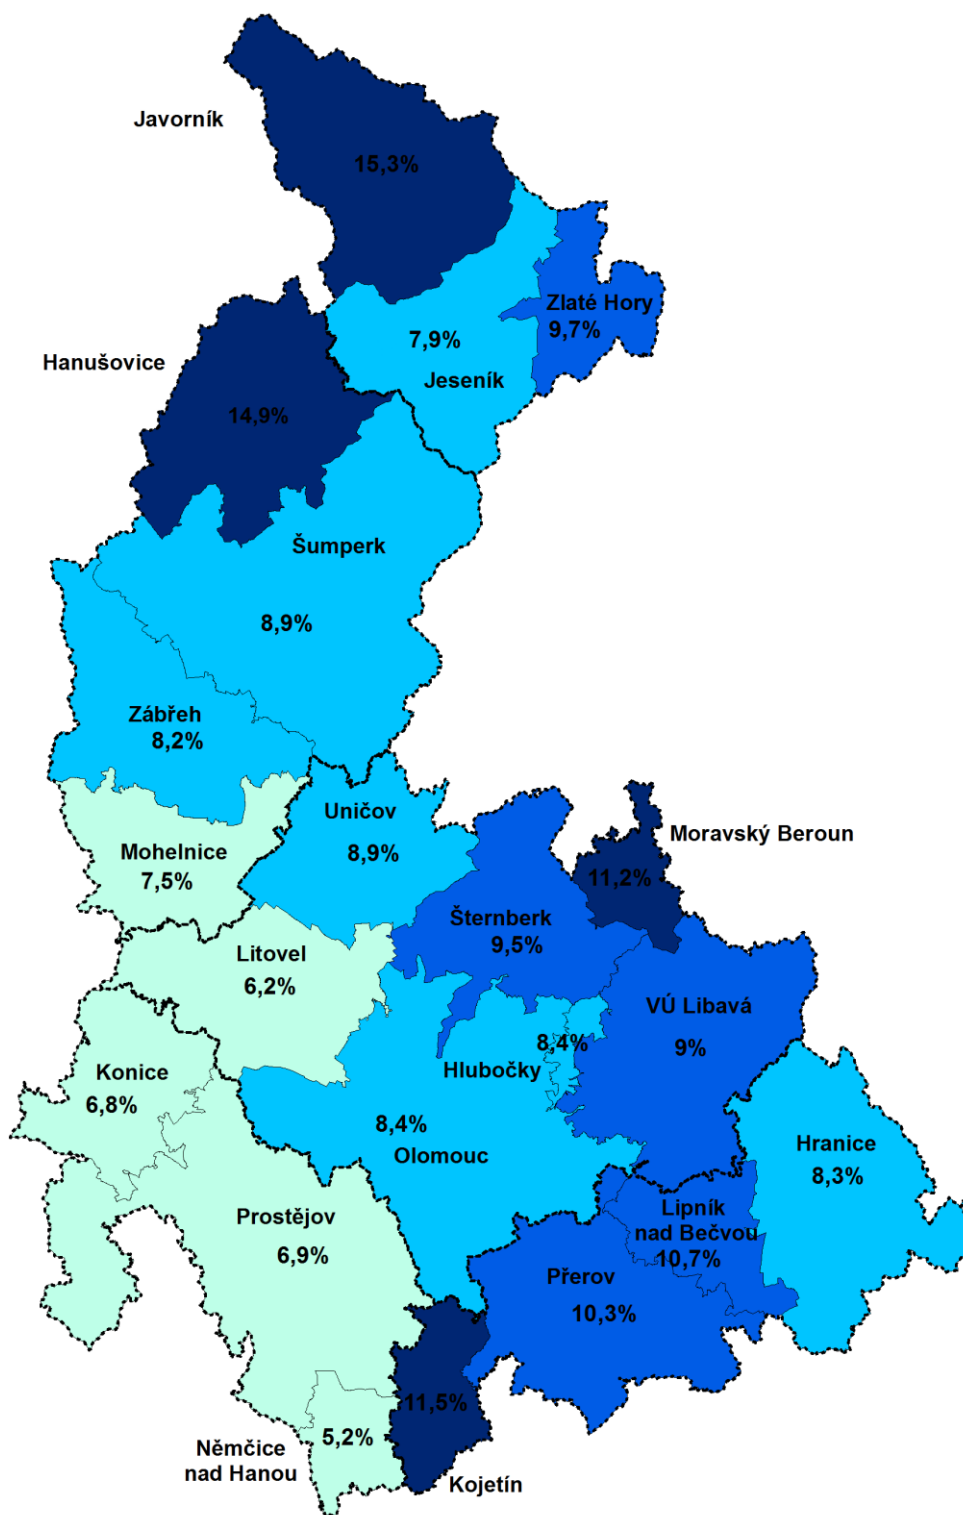 Javorník
15,3%
Zlaté Hory
9,7%
7,9%
Jeseník
Hanušovice
14,9%
Šumperk
8,9%
Zábřeh
8,2%
Uničov
8,9%
Mohelnice
7,5%
Moravský Beroun
11,2%
Šternberk
9,5%
Litovel
6,2%
VÚ Libavá
9%
8,4%
Hlubočky
Konice
6,8%
8,4%
Olomouc
Hranice
8,3%
Prostějov
6,9%
Lipník
nad Bečvou
10,7%
Přerov
10,3%
11,5%
Kojetín
5,2%
Němčice
nad Hanou